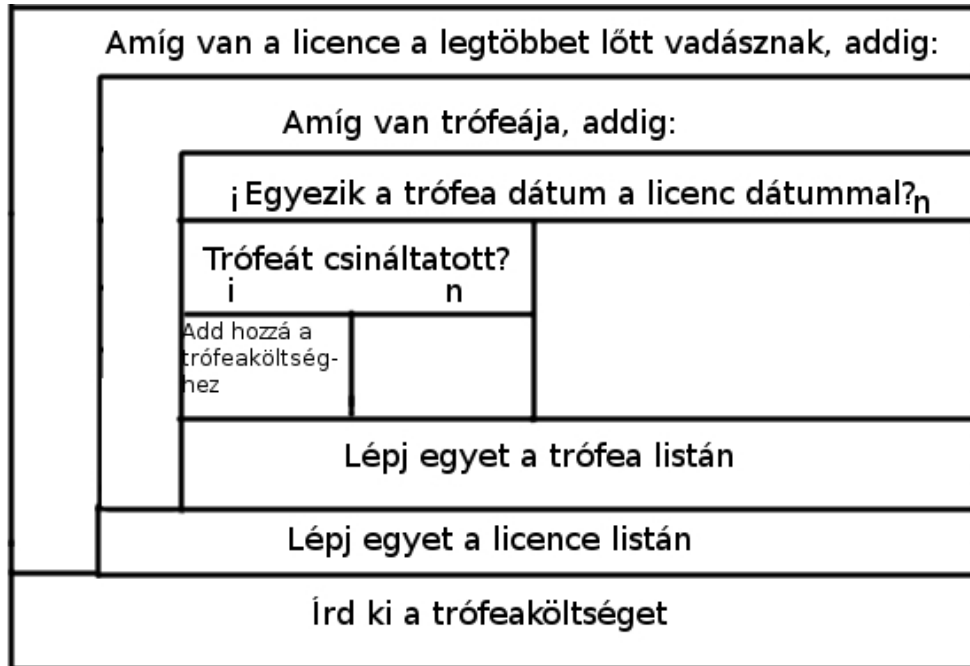 Amíg van a licence a legtöbbet lőtt vadásznak, addig:
Amíg van trófeája, addig:
i Egyezik a trófea dátum a licenc dátummal? n
Trófeát csináltatott?
i n
Add hozzá a
trófeaköltség-
hez
Lépj egyet a trófea listán
Lépj egyet a licence listán
Írd ki a trófeaköltséget